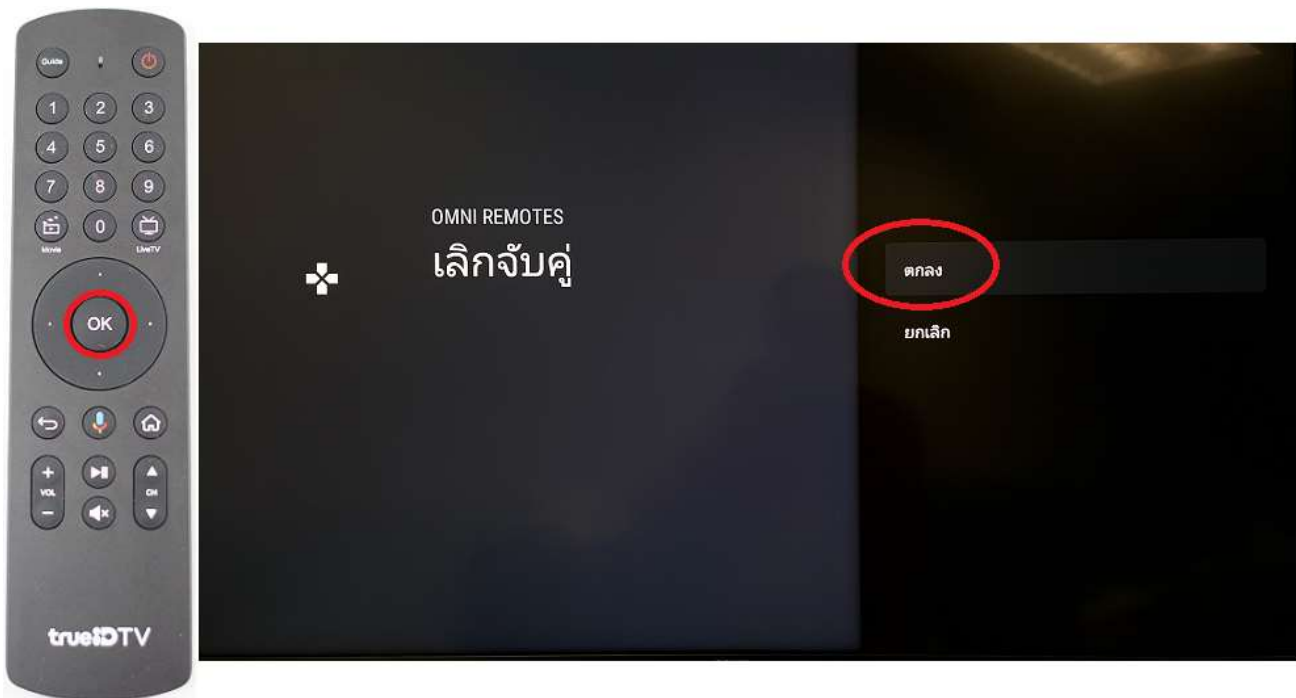 Guide
1 2 3
4 5 6
7 8 9
0
Movie LiveTV
OK
+
VOL CH
−
trueIDTV
OMNI REMOTES
เลิกจับคู่
ตกลง
ยกเลิก